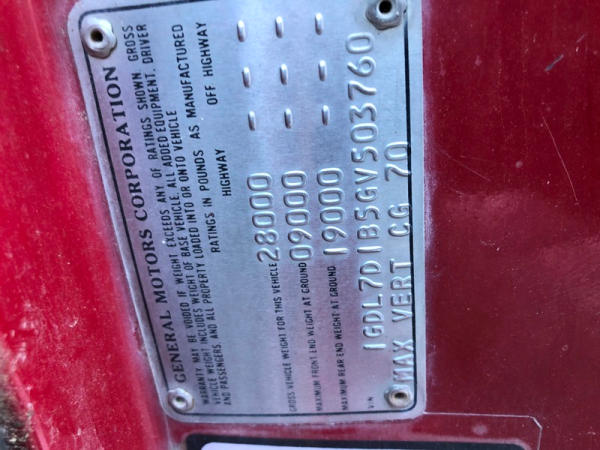 GENERAL MOTORS CORPORATION
WARRANTY MAY BE VOIDED IF WEIGHT EXCEEDS ANY OF RATINGS SHOWN. GROSS
VEHICLE WEIGHT INCLUDES WEIGHT OF BASE VEHICLE, ALL ADDED EQUIPMENT, DRIVER
AND PASSENGERS AND ALL PROPERTY LOADED INTO OR ONTO VEHICLE
RATINGS IN POUNDS AS MANUFACTURED
HIGHWAY OFF HIGHWAY
GROSS VEHICLE WEIGHT FOR THIS VEHICLE 28000 - - -
MAXIMUM FRONT END WEIGHT AT GROUND 09000 - - -
MAXIMUM REAR END WEIGHT AT GROUND 19000 - - -
VIN 1GDL7D1B5GV503760
MAX VERT CG 70